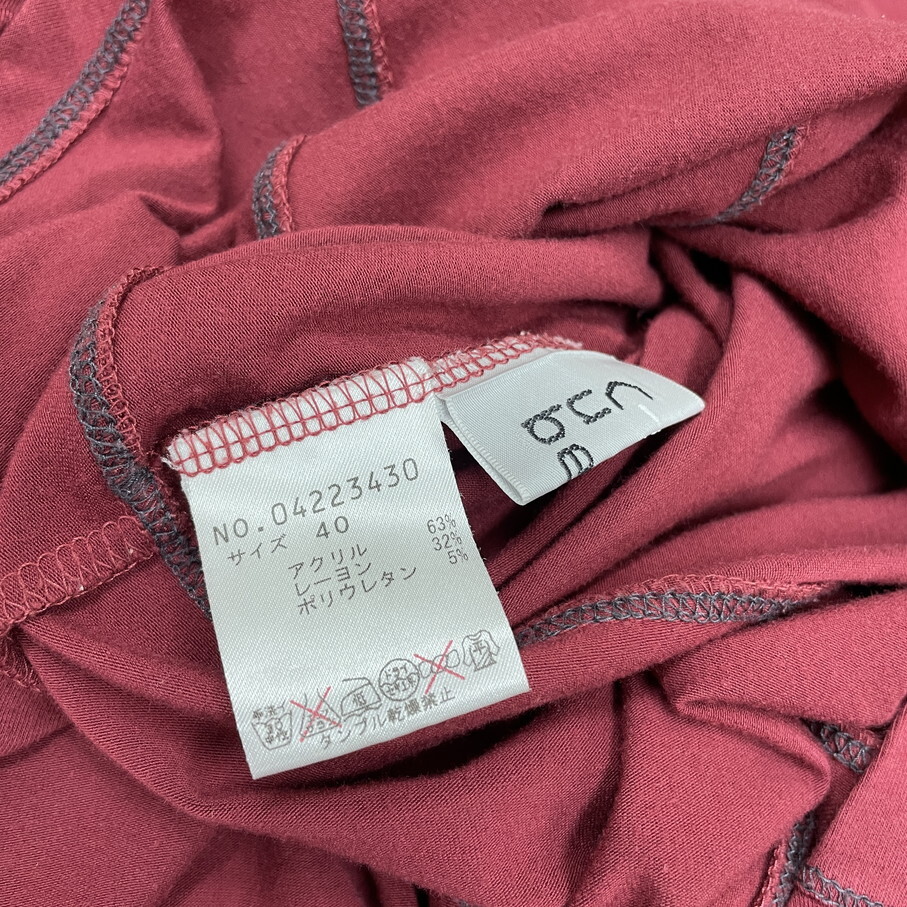 NO.04223430
サイズ 40
アクリル 63%
レーヨン 32%
ポリウレタン 5%
タンブル乾燥禁止